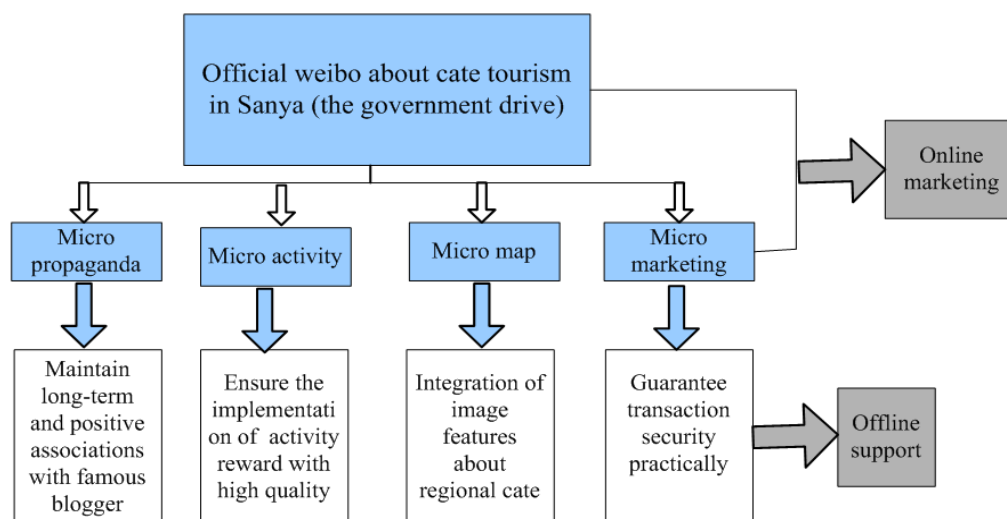 Official weibo about cate tourism
in Sanya (the government drive)
Online
marketing
Micro
propaganda
Micro activity
Micro map
Micro
marketing
Maintain
long-term
and positive
associations
with famous
blogger
Ensure the
implementati
on of activity
reward with
high quality
Integration of
image
features
about
regional cate
Guarantee
transaction
security
practically
Offline
support